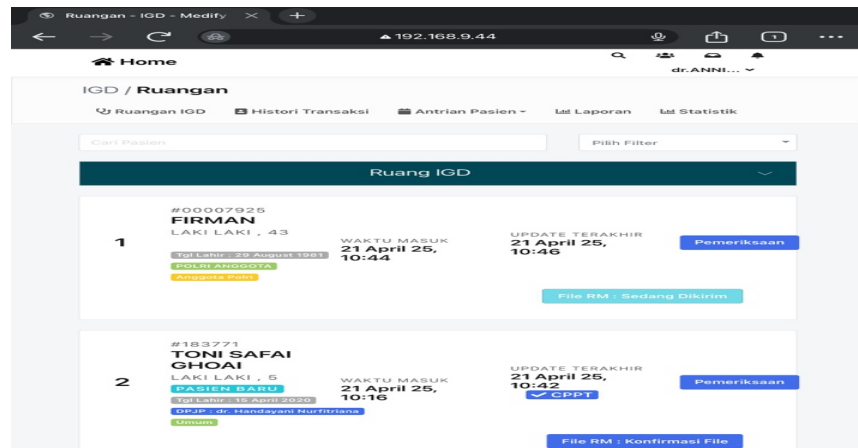 Ruangan - IGD - Medify
192.168.9.44
1
Home
dr.ANNI...
IGD / Ruangan
Ruangan IGD Histori Transaksi Antrian Pasien Laporan Statistik
Cari Pasien
Pilih Filter
Ruang IGD
1
#00007925
FIRMAN
LAKI LAKI , 43
Tgl Lahir : 29 August 1981
POLRI ANGGOTA
Anggota Polri
WAKTU MASUK
21 April 25,
10:44
UPDATE TERAKHIR
21 April 25,
10:46
Pemeriksaan
File RM : Sedang Dikirim
2
#183771
TONI SAFAI
GHOAI
LAKI LAKI , 5
PASIEN BARU
Tgl Lahir : 15 April 2020
DPJP : dr. Handayani Nurfitriana
Umum
WAKTU MASUK
21 April 25,
10:16
UPDATE TERAKHIR
21 April 25,
10:42
CPPT
Pemeriksaan
File RM : Konfirmasi File